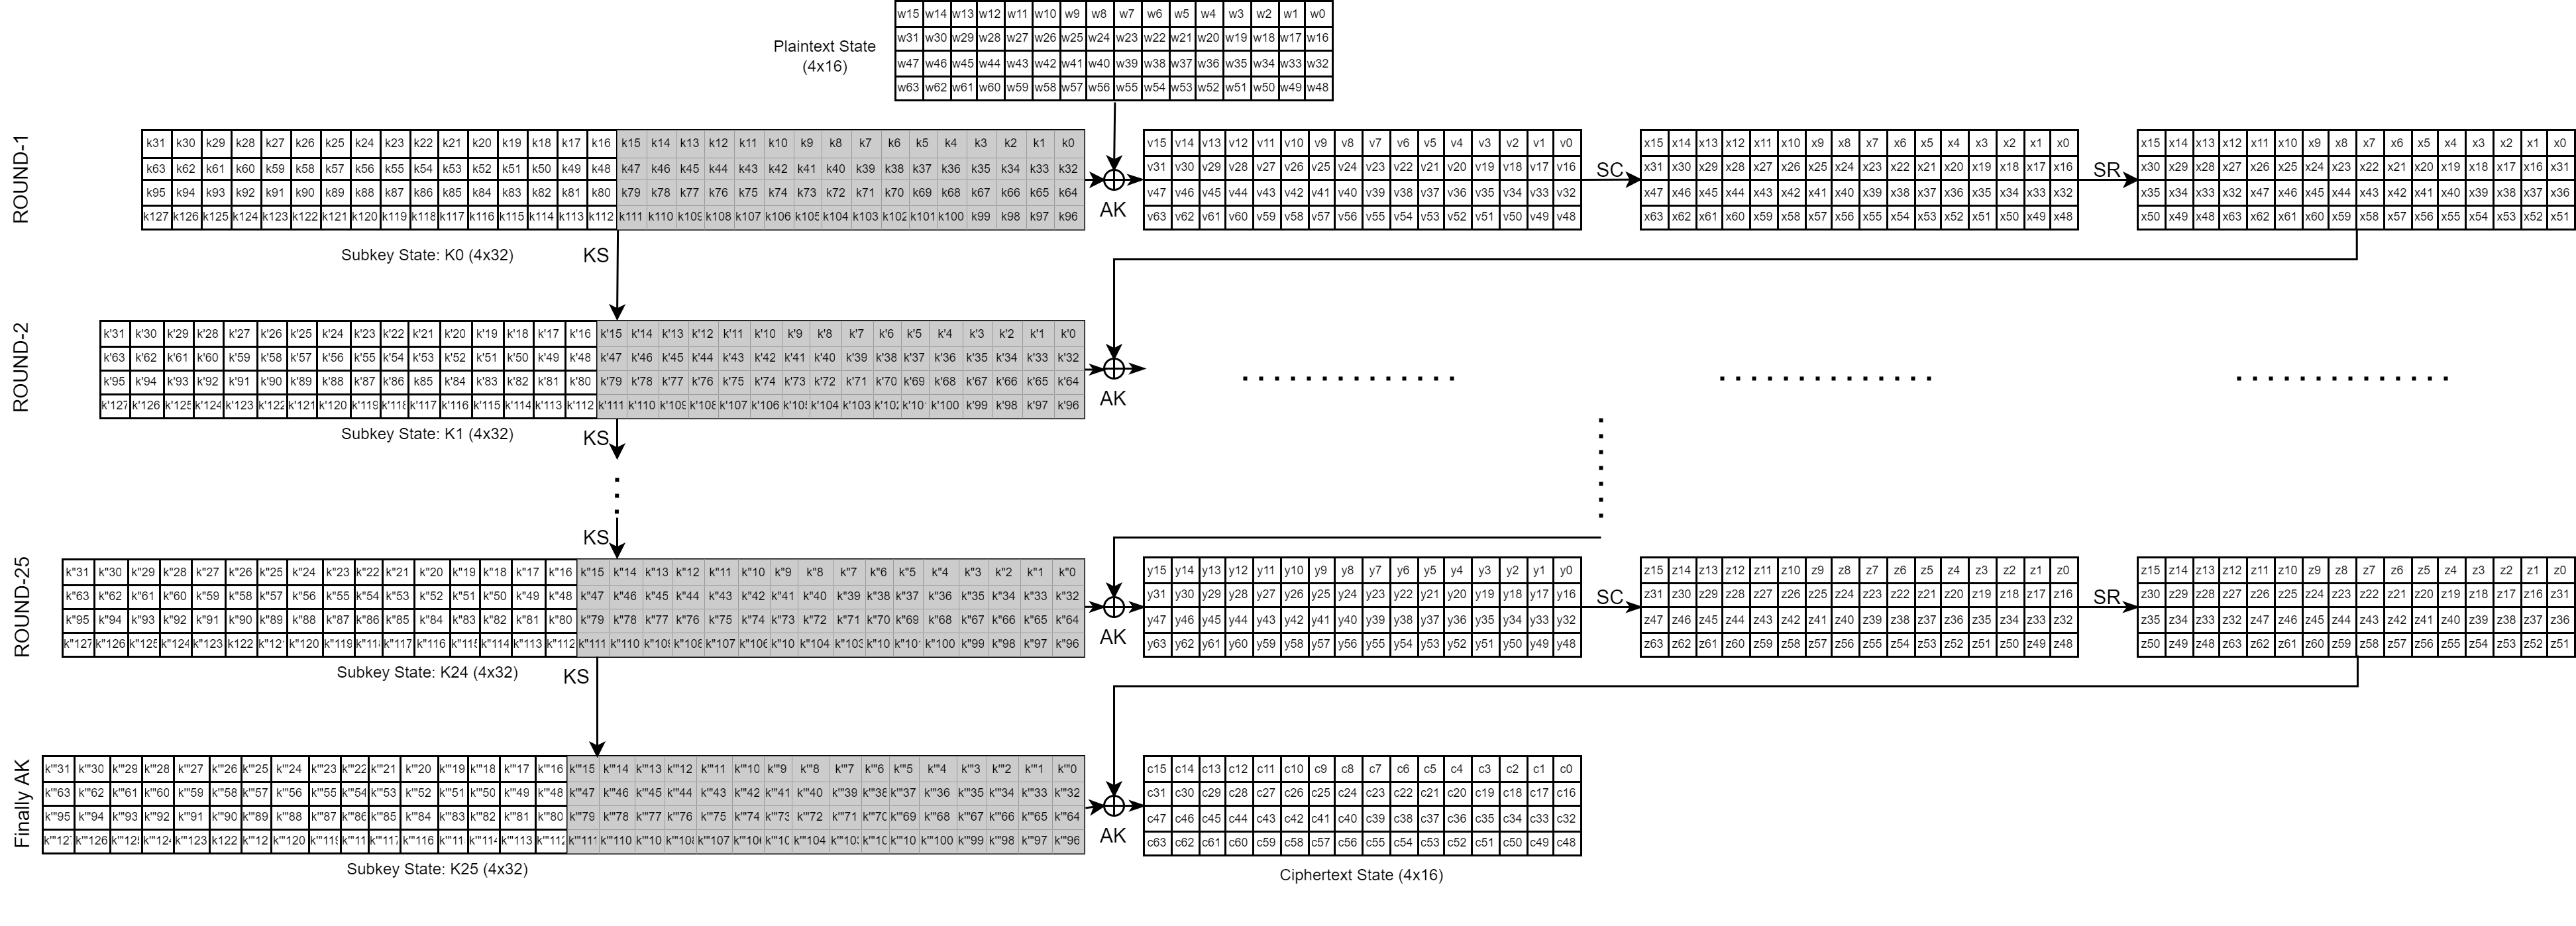 w15 w14 w13 w12 w11 w10 w9 w8 w7 w6 w5 w4 w3 w2 w1 w0
w31 w30 w29 w28 w27 w26 w25 w24 w23 w22 w21 w20 w19 w18 w17 w16
w47 w46 w45 w44 w43 w42 w41 w40 w39 w38 w37 w36 w35 w34 w33 w32
w63 w62 w61 w60 w59 w58 w57 w56 w55 w54 w53 w52 w51 w50 w49 w48
Plaintext State
(4x16)
ROUND-1
k31 k30 k29 k28 k27 k26 k25 k24 k23 k22 k21 k20 k19 k18 k17 k16 k15 k14 k13 k12 k11 k10 k9 k8 k7 k6 k5 k4 k3 k2 k1 k0
k63 k62 k61 k60 k59 k58 k57 k56 k55 k54 k53 k52 k51 k50 k49 k48 k47 k46 k45 k44 k43 k42 k41 k40 k39 k38 k37 k36 k35 k34 k33 k32
k95 k94 k93 k92 k91 k90 k89 k88 k87 k86 k85 k84 k83 k82 k81 k80 k79 k78 k77 k76 k75 k74 k73 k72 k71 k70 k69 k68 k67 k66 k65 k64
k127 k126 k125 k124 k123 k122 k121 k120 k119 k118 k117 k116 k115 k114 k113 k112 k111 k110 k109 k108 k107 k106 k105 k104 k103 k102 k101 k100 k99 k98 k97 k96
Subkey State: K0 (4x32)
KS
AK
v15 v14 v13 v12 v11 v10 v9 v8 v7 v6 v5 v4 v3 v2 v1 v0
v31 v30 v29 v28 v27 v26 v25 v24 v23 v22 v21 v20 v19 v18 v17 v16
v47 v46 v45 v44 v43 v42 v41 v40 v39 v38 v37 v36 v35 v34 v33 v32
v63 v62 v61 v60 v59 v58 v57 v56 v55 v54 v53 v52 v51 v50 v49 v48
SC
x15 x14 x13 x12 x11 x10 x9 x8 x7 x6 x5 x4 x3 x2 x1 x0
x31 x30 x29 x28 x27 x26 x25 x24 x23 x22 x21 x20 x19 x18 x17 x16
x47 x46 x45 x44 x43 x42 x41 x40 x39 x38 x37 x36 x35 x34 x33 x32
x63 x62 x61 x60 x59 x58 x57 x56 x55 x54 x53 x52 x51 x50 x49 x48
SR
x15 x14 x13 x12 x11 x10 x9 x8 x7 x6 x5 x4 x3 x2 x1 x0
x30 x29 x28 x27 x26 x25 x24 x23 x22 x21 x20 x19 x18 x17 x16 x31
x35 x34 x33 x32 x47 x46 x45 x44 x43 x42 x41 x40 x39 x38 x37 x36
x50 x49 x48 x63 x62 x61 x60 x59 x58 x57 x56 x55 x54 x53 x52 x51
ROUND-2
k'31 k'30 k'29 k'28 k'27 k'26 k'25 k'24 k'23 k'22 k'21 k'20 k'19 k'18 k'17 k'16 k'15 k'14 k'13 k'12 k'11 k'10 k'9 k'8 k'7 k'6 k'5 k'4 k'3 k'2 k'1 k'0
k'63 k'62 k'61 k'60 k'59 k'58 k'57 k'56 k'55 k'54 k'53 k'52 k'51 k'50 k'49 k'48 k'47 k'46 k'45 k'44 k'43 k'42 k'41 k'40 k'39 k'38 k'37 k'36 k'35 k'34 k'33 k'32
k'95 k'94 k'93 k'92 k'91 k'90 k'89 k'88 k'87 k'86 k85 k'84 k'83 k'82 k'81 k'80 k'79 k'78 k'77 k'76 k'75 k'74 k'73 k'72 k'71 k'70 k'69 k'68 k'67 k'66 k'65 k'64
k'127 k'126 k'125 k'124 k'123 k'122 k'121 k'120 k'119 k'118 k'117 k'116 k'115 k'114 k'113 k'112 k'111 k'110 k'109 k'108 k'107 k'106 k'104 k'103 k'102 k'100 k'99 k'98 k'97 k'96
Subkey State: K1 (4x32)
KS
AK
KS
ROUND-25
k"31 k"30 k"29 k"28 k"27 k"26 k"25 k"24 k"23 k"22 k"21 k"20 k"19 k"18 k"17 k"16 k"15 k"14 k"13 k"12 k"11 k"10 k"9 k"8 k"7 k"6 k"5 k"4 k"3 k"2 k"1 k"0
k"63 k"62 k"61 k"60 k"59 k"58 k"57 k"56 k"55 k"54 k"53 k"52 k"51 k"50 k"49 k"48 k"47 k"46 k"45 k"44 k"43 k"42 k"41 k"40 k"39 k"38 k"37 k"36 k"35 k"34 k"33 k"32
k"95 k"94 k"93 k"92 k"91 k"90 k"89 k"88 k"87 k"86 k"85 k"84 k"83 k"82 k"81 k"80 k"79 k"78 k"77 k"76 k"75 k"74 k"73 k"72 k"71 k"70 k"69 k"68 k"67 k"66 k"65 k"64
k"127 k"126 k"125 k"124 k"123 k"120 k"119 k"117 k"116 k"114 k"113 k"112 k"111 k"110 k"107 k"106 k"104 k"100 k"99 k"98 k"97 k"96
Subkey State: K24 (4x32)
KS
AK
y15 y14 y13 y12 y11 y10 y9 y8 y7 y6 y5 y4 y3 y2 y1 y0
y31 y30 y29 y28 y27 y26 y25 y24 y23 y22 y21 y20 y19 y18 y17 y16
y47 y46 y45 y44 y43 y42 y41 y40 y39 y38 y37 y36 y35 y34 y33 y32
y63 y62 y61 y60 y59 y58 y57 y56 y55 y54 y53 y52 y51 y50 y49 y48
SC
z15 z14 z13 z12 z11 z10 z9 z8 z7 z6 z5 z4 z3 z2 z1 z0
z31 z30 z29 z28 z27 z26 z25 z24 z23 z22 z21 z20 z19 z18 z17 z16
z47 z46 z45 z44 z43 z42 z41 z40 z39 z38 z37 z36 z35 z34 z33 z32
z63 z62 z61 z60 z59 z58 z57 z56 z55 z54 z53 z52 z51 z50 z49 z48
SR
z15 z14 z13 z12 z11 z10 z9 z8 z7 z6 z5 z4 z3 z2 z1 z0
z30 z29 z28 z27 z26 z25 z24 z23 z22 z21 z20 z19 z18 z17 z16 z31
z35 z34 z33 z32 z47 z46 z45 z44 z43 z42 z41 z40 z39 z38 z37 z36
z50 z49 z48 z63 z62 z61 z60 z59 z58 z57 z56 z55 z54 z53 z52 z51
Finally AK
k'"31 k'"30 k'"29 k'"28 k'"27 k'"26 k'"25 k'"24 k'"23 k'"22 k'"21 k'"20 k'"19 k'"18 k'"17 k'"16 k'"15 k'"14 k'"13 k'"12 k'"11 k'"10 k'"9 k'"8 k'"7 k'"6 k'"5 k'"4 k'"3 k'"2 k'"1 k'"0
k'"63 k'"62 k'"61 k'"60 k'"59 k'"58 k'"57 k'"56 k'"55 k'"54 k'"53 k'"52 k'"51 k'"50 k'"49 k'"48 k'"47 k'"46 k'"45 k'"44 k'"43 k'"42 k'"41 k'"40 k'"39 k'"38 k'"37 k'"36 k'"35 k'"34 k'"33 k'"32
k'"95 k'"94 k'"93 k'"92 k'"91 k'"90 k'"89 k'"88 k'"87 k'"86 k'"85 k'"84 k'"83 k'"82 k'"81 k'"80 k'"79 k'"78 k'"77 k'"76 k'"75 k'"74 k'"73 k'"72 k'"71 k'"70 k'"69 k'"68 k'"67 k'"66 k'"65 k'"64
k'"126 k'"123 k122 k'"120 k'"116 k'"113 k'"112 k'"111 k'"110 k'"107 k'"104 k'"100 k'"99 k'"98 k'"97 k'"96
Subkey State: K25 (4x32)
AK
c15 c14 c13 c12 c11 c10 c9 c8 c7 c6 c5 c4 c3 c2 c1 c0
c31 c30 c29 c28 c27 c26 c25 c24 c23 c22 c21 c20 c19 c18 c17 c16
c47 c46 c45 c44 c43 c42 c41 c40 c39 c38 c37 c36 c35 c34 c33 c32
c63 c62 c61 c60 c59 c58 c57 c56 c55 c54 c53 c52 c51 c50 c49 c48
Ciphertext State (4x16)